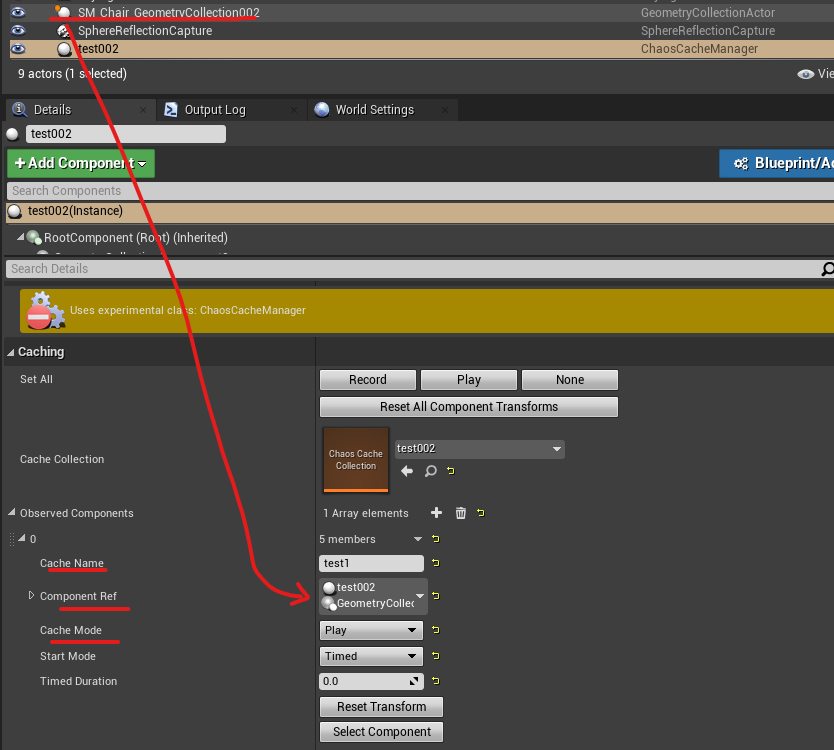 SM_Chair_GeometryCollection002 GeometryCollectionActor
SphereReflectionCapture SphereReflectionCapture
test002 ChaosCacheManager
9 actors (1 selected) Vie
Details Output Log World Settings
test002
+Add Component Blueprint/Ad
Search Components
test002(Instance)
RootComponent (Root) (Inherited)
Search Details
Uses experimental class: ChaosCacheManager
Caching
Set All Record Play None
Reset All Component Transforms
Cache Collection Chaos Cache Collection test002
Observed Components 1 Array elements
0 5 members
Cache Name test1
Component Ref test002
GeometryCollec
Cache Mode Play
Start Mode Timed
Timed Duration 0.0
Reset Transform
Select Component